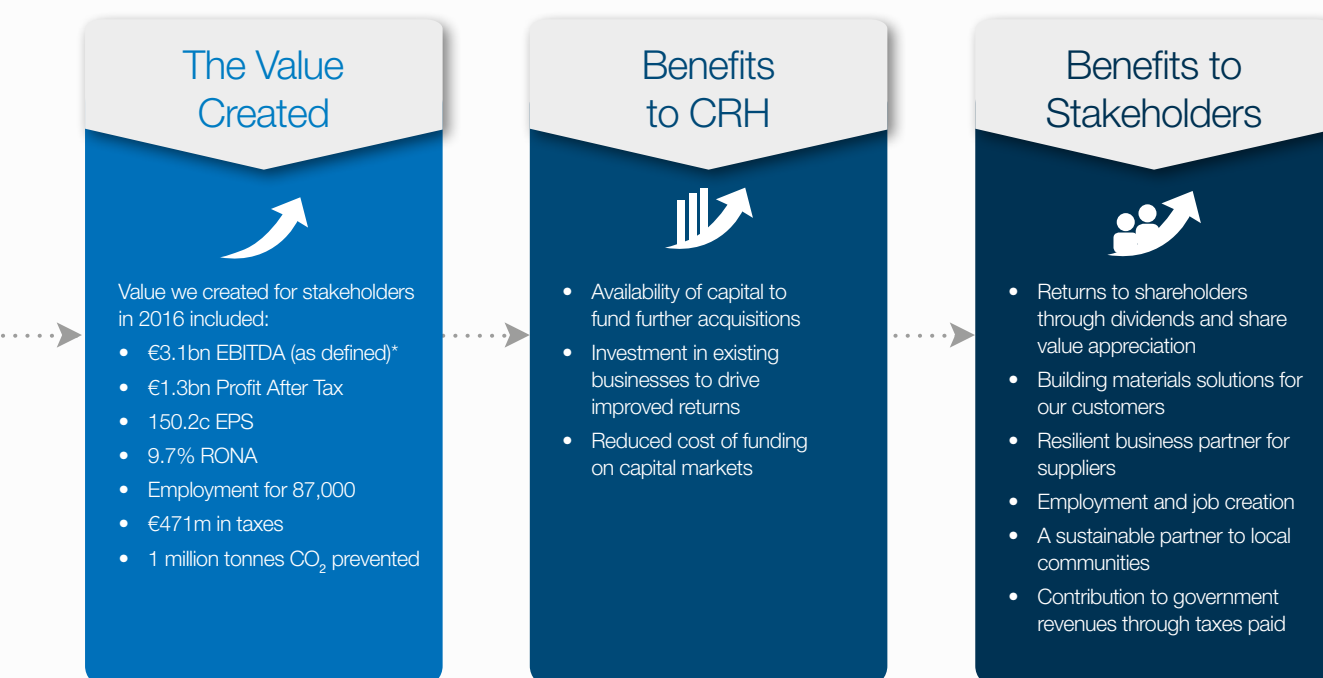 The Value
Created
Value we created for stakeholders
in 2016 included:
• €3.1bn EBITDA (as defined)*
• €1.3bn Profit After Tax
• 150.2c EPS
• 9.7% RONA
• Employment for 87,000
• €471m in taxes
• 1 million tonnes CO₂ prevented
Benefits
to CRH
• Availability of capital to
fund further acquisitions
• Investment in existing
businesses to drive
improved returns
• Reduced cost of funding
on capital markets
Benefits to
Stakeholders
• Returns to shareholders
through dividends and share
value appreciation
• Building materials solutions for
our customers
• Resilient business partner for
suppliers
• Employment and job creation
• A sustainable partner to local
communities
• Contribution to government
revenues through taxes paid